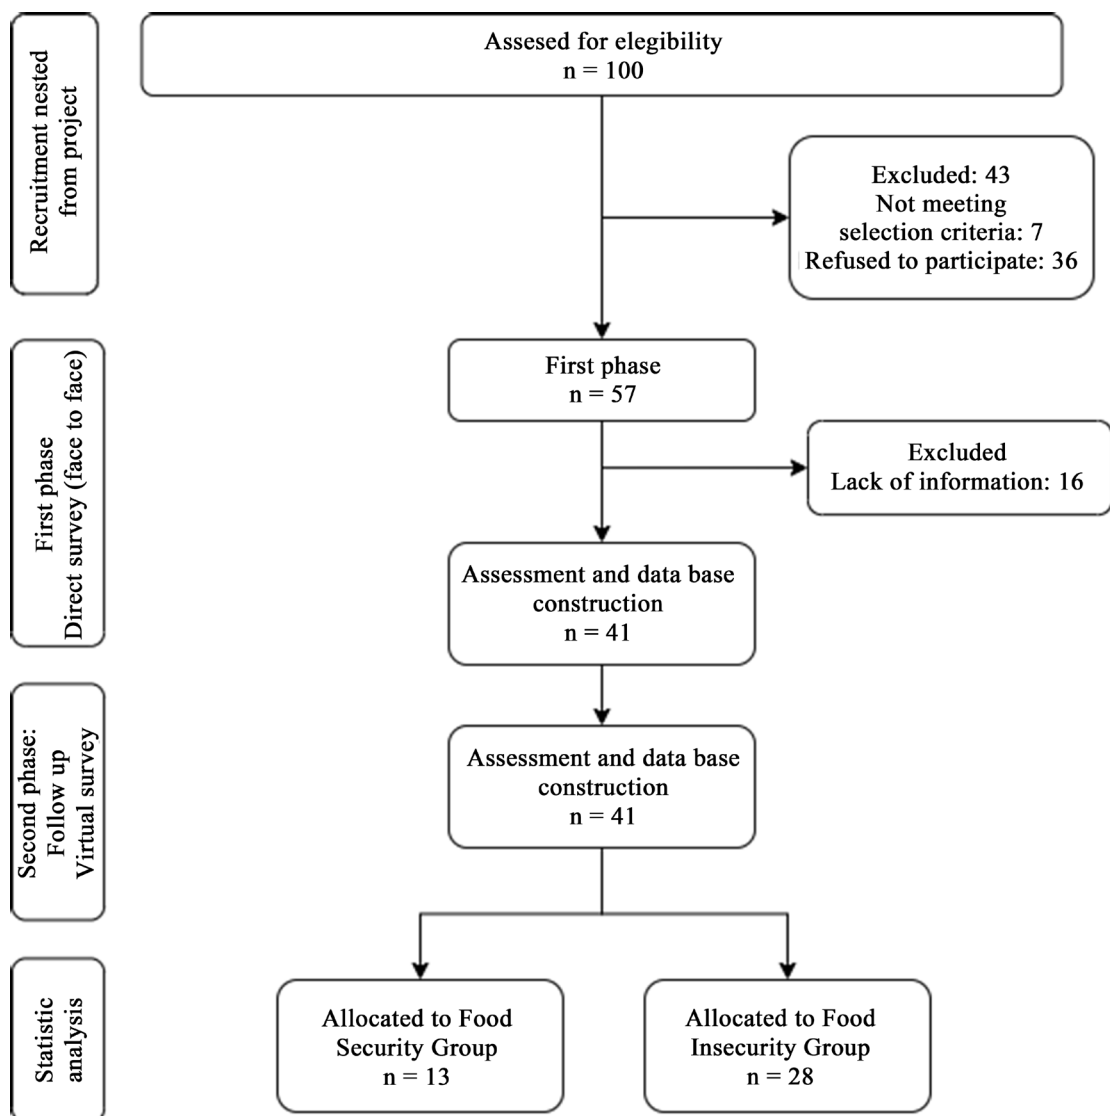 Recruitment nested
from project
Assesed for elegibility
n = 100
Excluded: 43
Not meeting
selection criteria: 7
Refused to participate: 36
First phase
Direct survey (face to face)
First phase
n = 57
Excluded
Lack of information: 16
Assessment and data base
construction
n = 41
Second phase:
Follow up
Virtual survey
Assessment and data base
construction
n = 41
Statistic
analysis
Allocated to Food
Security Group
n = 13
Allocated to Food
Insecurity Group
n = 28